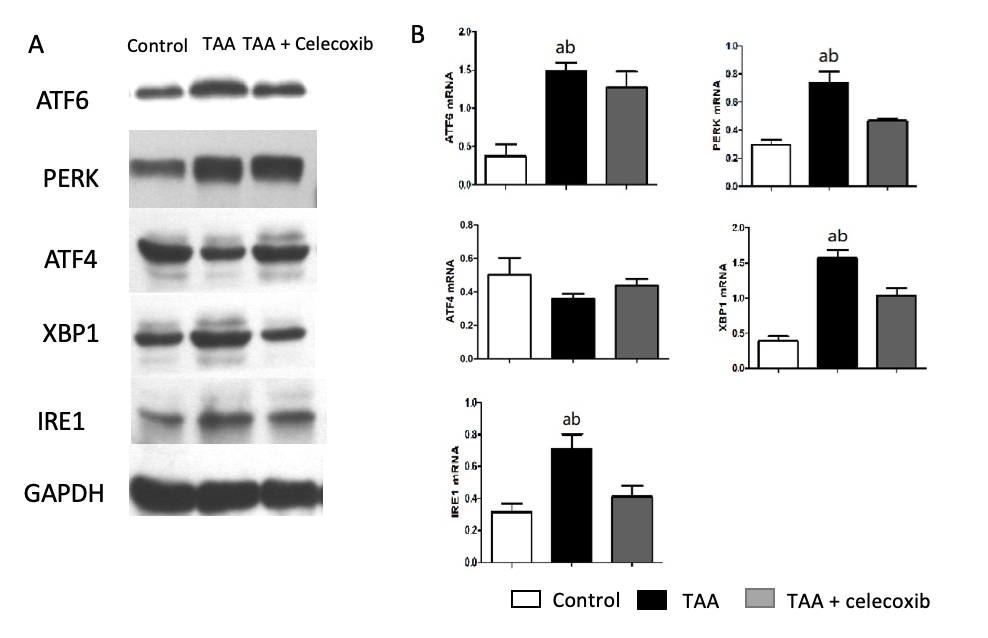 A
Control TAA TAA + Celecoxib
ATF6
PERK
ATF4
XBP1
IRE1
GAPDH
B
ATF6 mRNA
2.0
1.5
1.0
0.5
0.0
ab
PERK mRNA
1.0
0.8
0.6
0.4
0.2
0.0
ab
ATF4 mRNA
0.8
0.6
0.4
0.2
0.0
XBP1 mRNA
2.0
1.5
1.0
0.5
0.0
ab
IRE1 mRNA
1.0
0.8
0.6
0.4
0.2
0.0
ab
Control TAA TAA + celecoxib